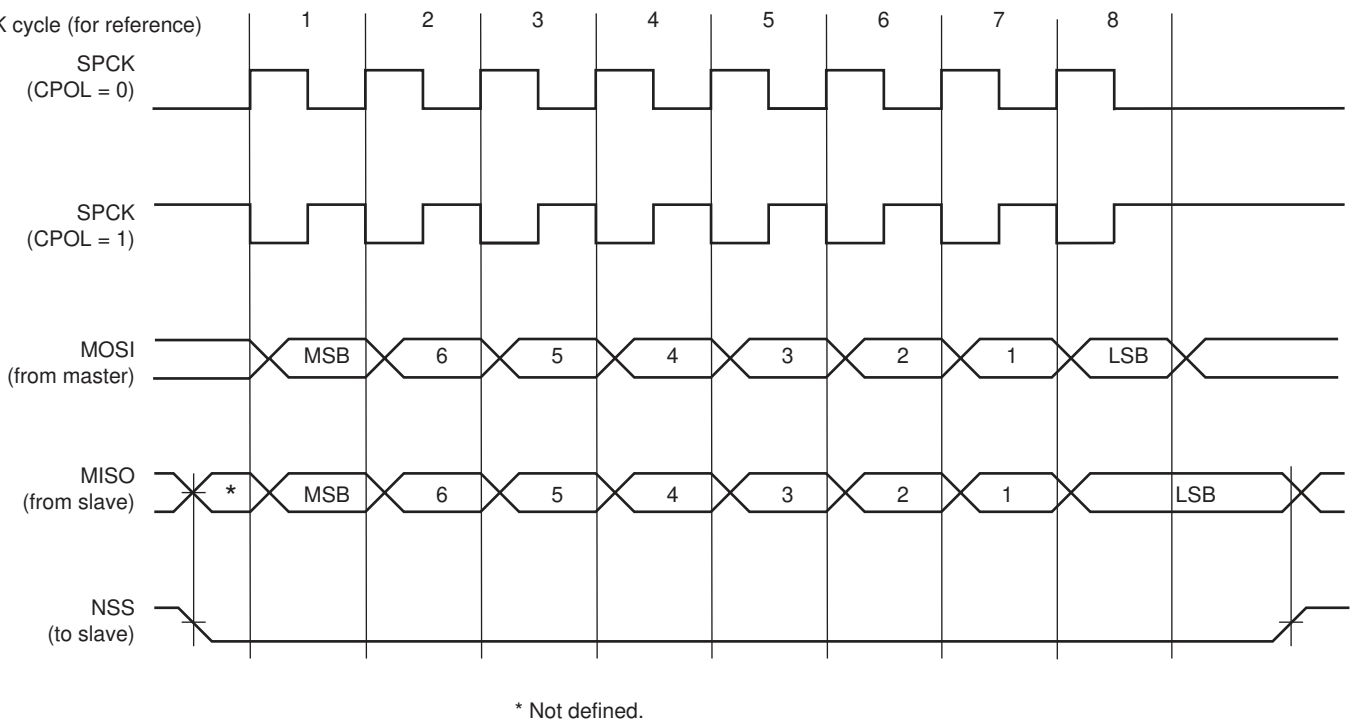 K cycle (for reference) 1 2 3 4 5 6 7 8
SPCK
(CPOL = 0)
SPCK
(CPOL = 1)
MOSI
(from master)
MSB 6 5 4 3 2 1 LSB
MISO
(from slave)
* MSB 6 5 4 3 2 1 LSB
NSS
(to slave)
* Not defined.